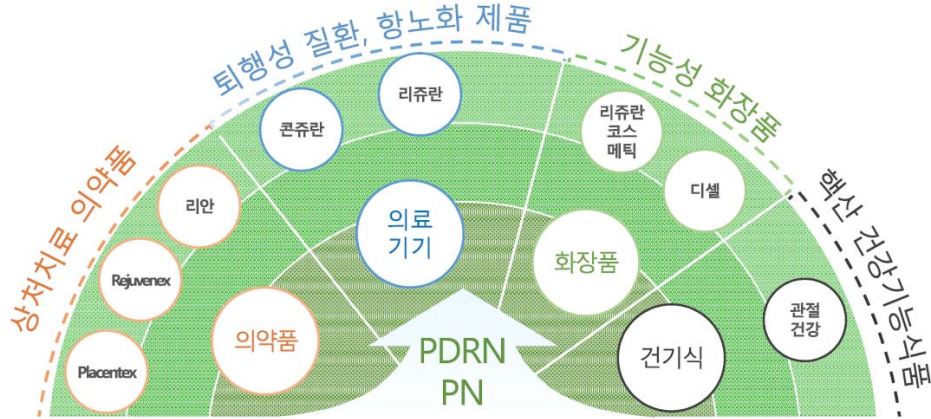 퇴행성 질환, 항노화 제품
기능성 화장품
상처치료 의약품
핵산 건강기능식품
콘쥬란
리쥬란
리쥬란
코스
메틱
디셀
리안
Rejuvenex
Placentex
관절
건강
의료
기기
화장품
의약품
건기식
PDRN
PN